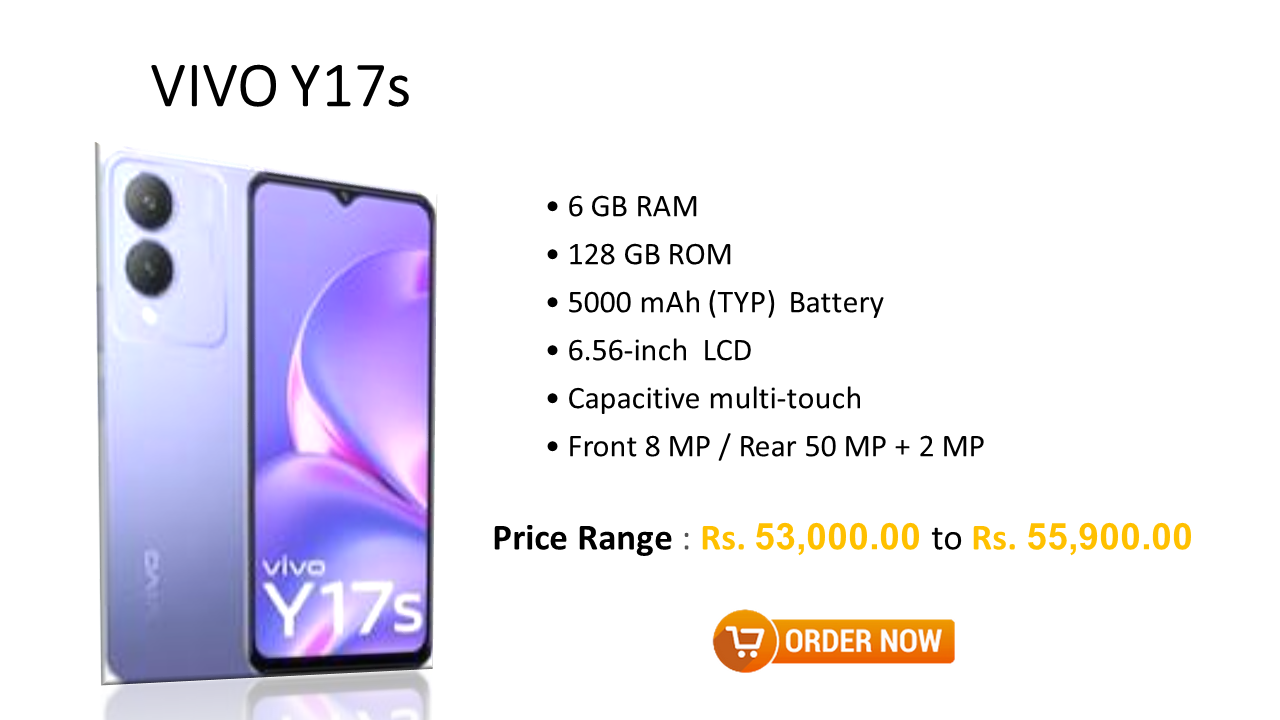 VIVO Y17s
• 6 GB RAM
• 128 GB ROM
• 5000 mAh (TYP) Battery
• 6.56-inch LCD
• Capacitive multi-touch
• Front 8 MP / Rear 50 MP + 2 MP
Price Range : Rs. 53,000.00 to Rs. 55,900.00
ORDER NOW
vivo
vivo
Y17s